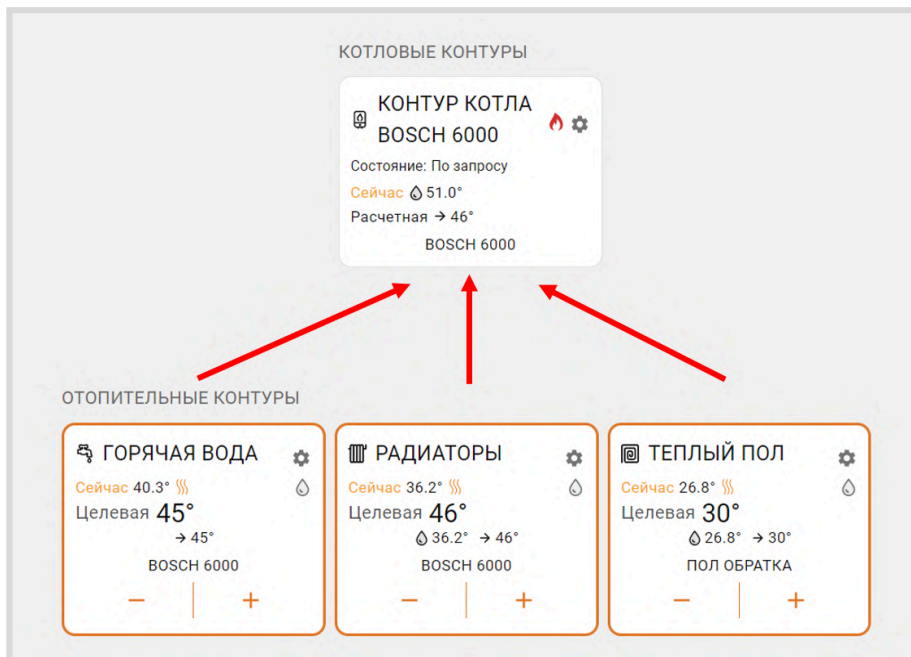 КОТЛОВЫЕ КОНТУРЫ
КОНТУР КОТЛА
BOSCH 6000
Состояние: По запросу
Сейчас 51.0°
Расчетная → 46°
BOSCH 6000
ОТОПИТЕЛЬНЫЕ КОНТУРЫ
ГОРЯЧАЯ ВОДА
Сейчас 40.3°
Целевая 45°
→ 45°
BOSCH 6000
− +
РАДИАТОРЫ
Сейчас 36.2°
Целевая 46°
36.2° → 46°
BOSCH 6000
− +
ТЕПЛЫЙ ПОЛ
Сейчас 26.8°
Целевая 30°
26.8° → 30°
ПОЛ ОБРАТКА
− +